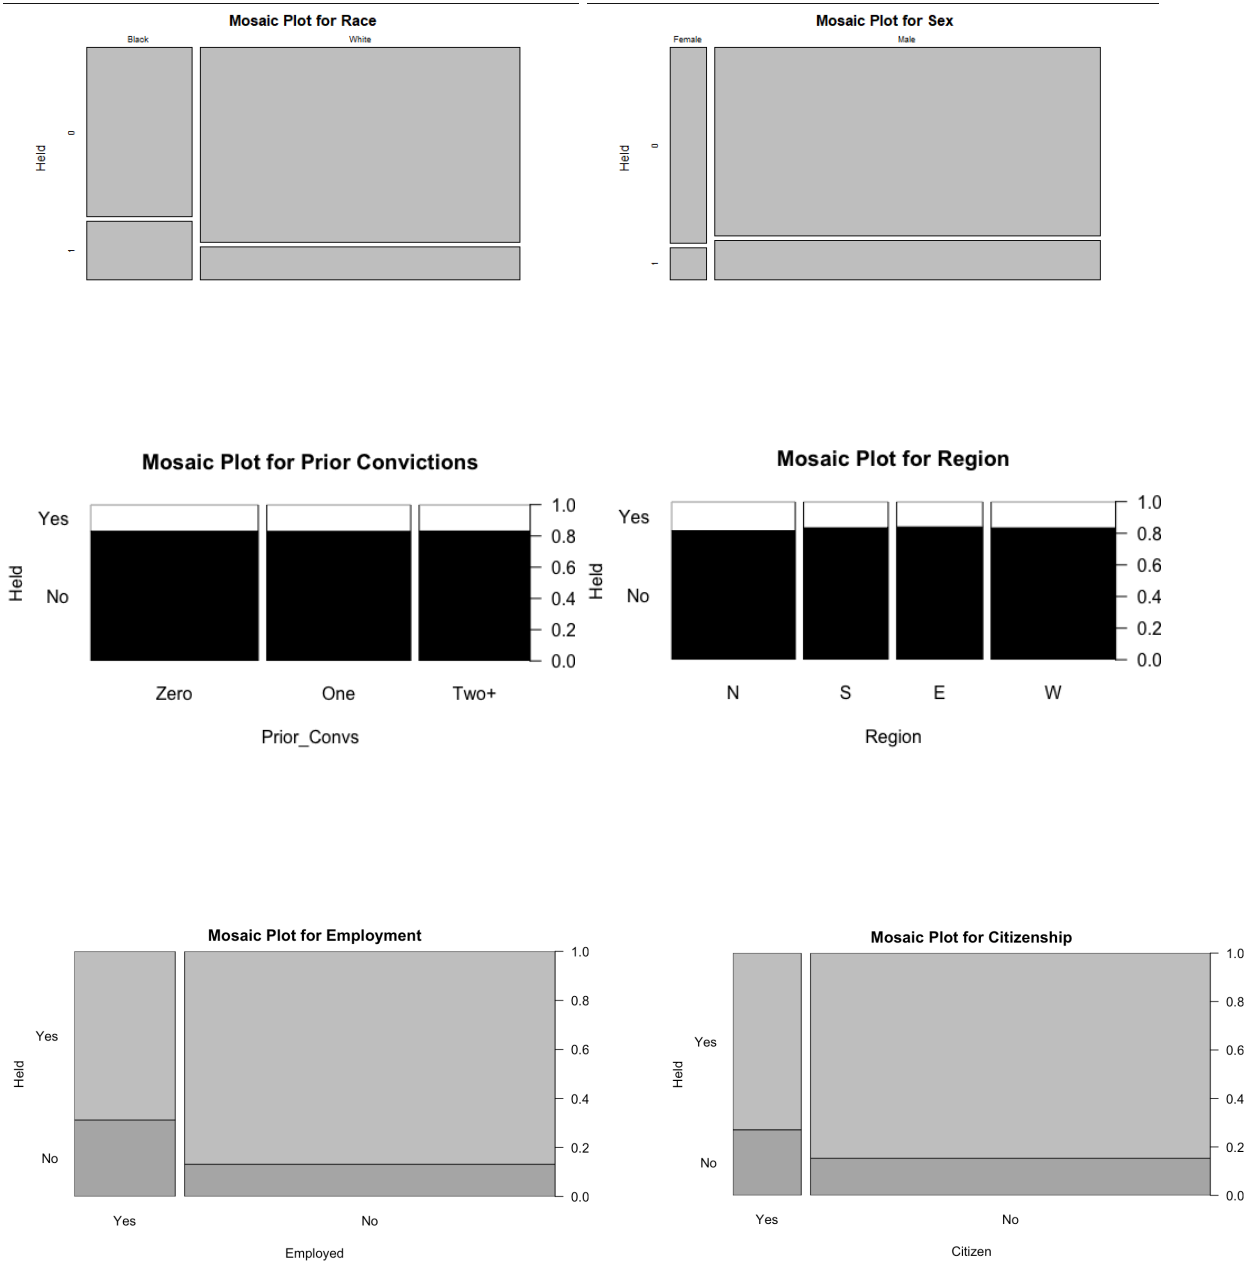 Mosaic Plot for Race
Black White
Held
0
1
Mosaic Plot for Sex
Female Male
Held
0
1
Mosaic Plot for Prior Convictions
Held
Yes
No
1.0
0.8
0.6
0.4
0.2
0.0
Zero One Two+
Prior_Convs
Mosaic Plot for Region
Held
Yes
No
1.0
0.8
0.6
0.4
0.2
0.0
N S E W
Region
Mosaic Plot for Employment
Held
Yes
No
1.0
0.8
0.6
0.4
0.2
0.0
Yes No
Employed
Mosaic Plot for Citizenship
Held
Yes
No
1.0
0.8
0.6
0.4
0.2
0.0
Yes No
Citizen